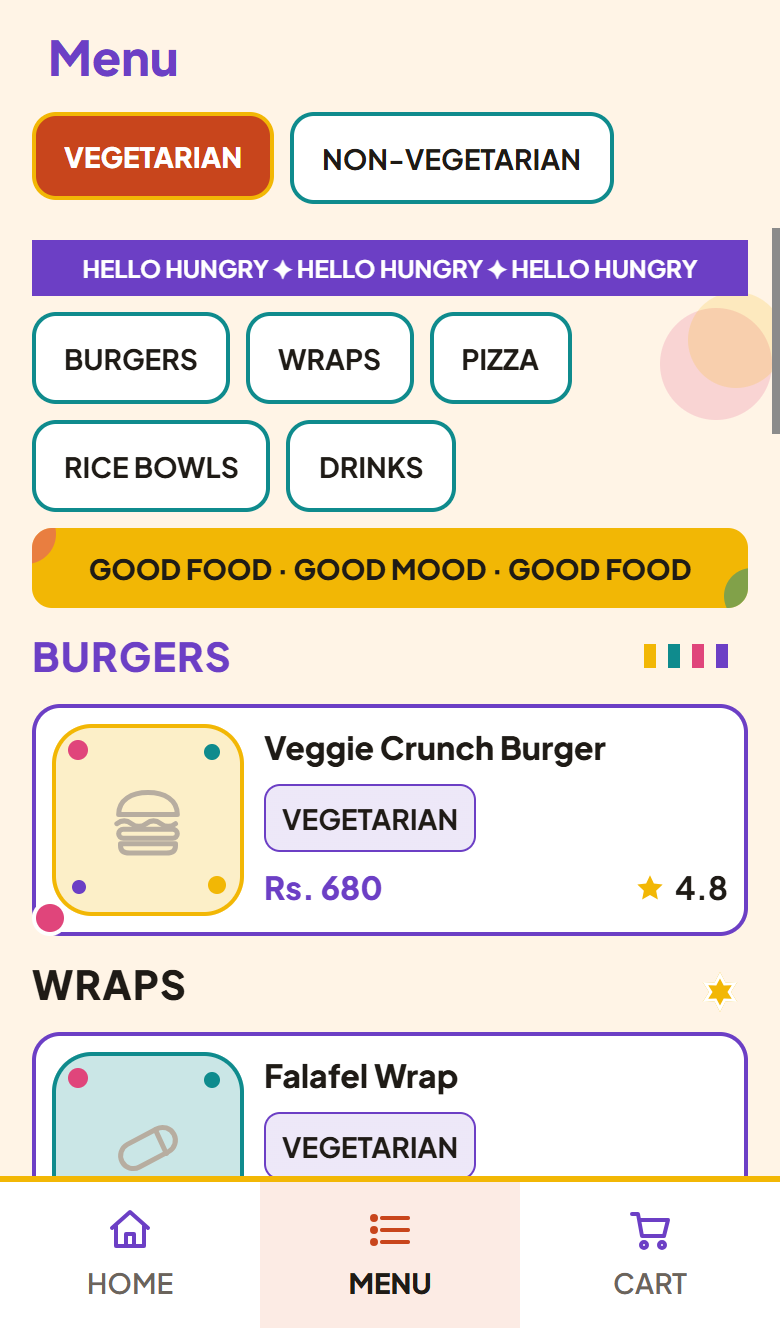 Menu
VEGETARIAN
NON-VEGETARIAN
HELLO HUNGRY ✦ HELLO HUNGRY ✦ HELLO HUNGRY
BURGERS
WRAPS
PIZZA
RICE BOWLS
DRINKS
GOOD FOOD · GOOD MOOD · GOOD FOOD
BURGERS
Veggie Crunch Burger
VEGETARIAN
Rs. 680
4.8
WRAPS
Falafel Wrap
VEGETARIAN
HOME
MENU
CART